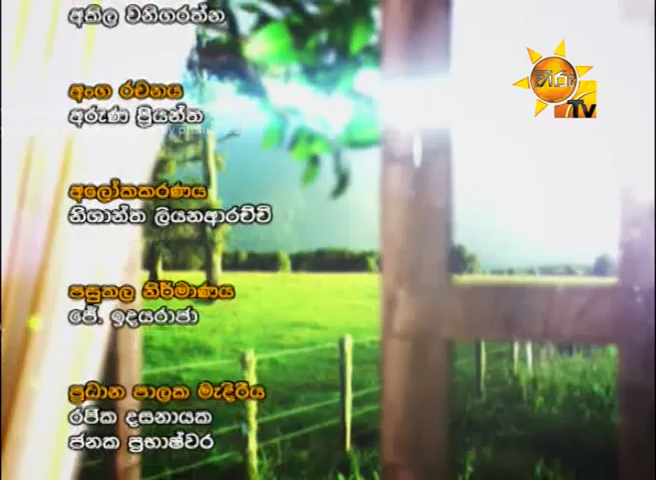 අකිල වනිගරත්න
හිරු
අංග රචනය
TV
අරුණ ප්‍රියන්ත
ආලෝකකරණය
නිශාන්ත ලියනආරච්චි
පසුතල නිර්මාණය
ජේ. ඉදයරාජා
ප්‍රධාන පාලක මැදිරිය
රජික දසනායක
ජනක ප්‍රභාෂ්වර